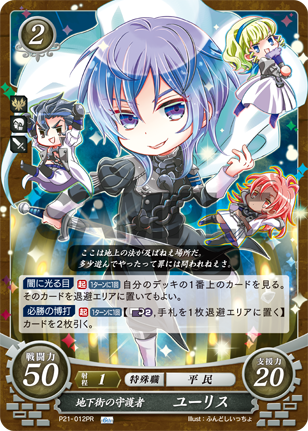 2
ここは地上の法が及ばねえ場所だ。
多少遊んでやったって罪には問われねえさ。
闇に光る目 起 1ターンに1回 自分のデッキの1番上のカードを見る。
そのカードを退避エリアに置いてもよい。
必勝の博打 起 1ターンに1回 【2, 手札を1枚退避エリアに置く】
カードを2枚引く。
戦闘力
50
射程 1 特殊職 平民
支援力
20
地下街の守護者 ユーリス
P21-012PR
Illust:ふんどしいっちょ